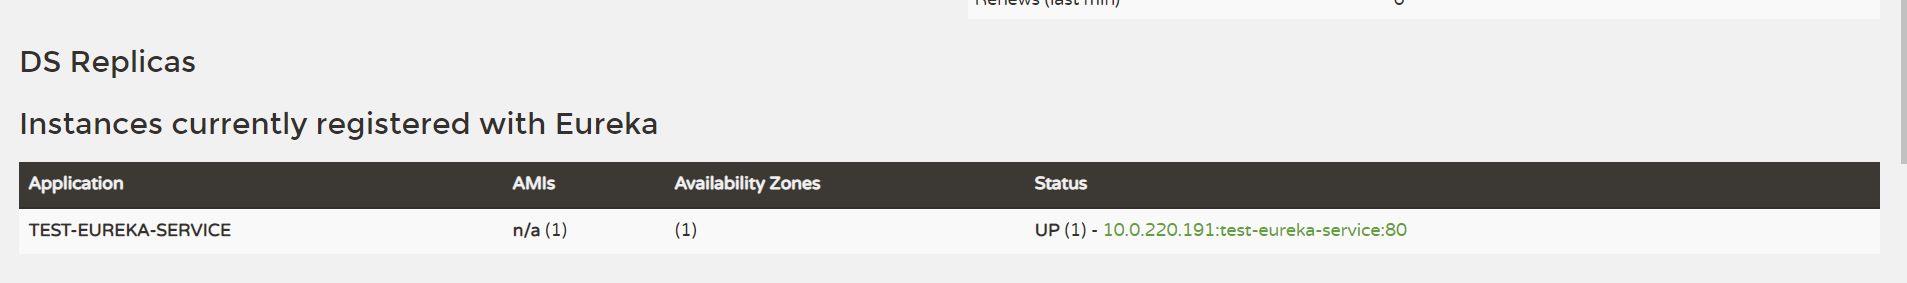 Renews (last min) 6
DS Replicas
Instances currently registered with Eureka
Application AMIs Availability Zones Status
TEST-EUREKA-SERVICE n/a (1) (1) UP (1) - 10.0.220.191:test-eureka-service:80